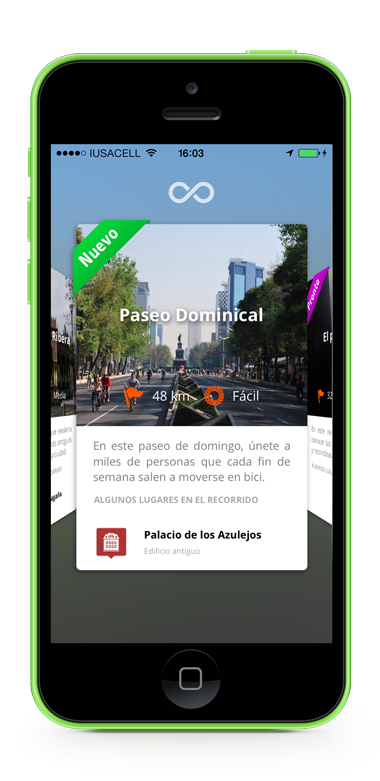 IUSACELL
16:03
Nuevo
Paseo Dominical
48 km
Fácil
En este paseo de domingo, únete a
miles de personas que cada fin de
semana salen a moverse en bici.
ALGUNOS LUGARES EN EL RECORRIDO
Palacio de los Azulejos
Edificio antiguo
Ribera
Media
Pronto
El p
32